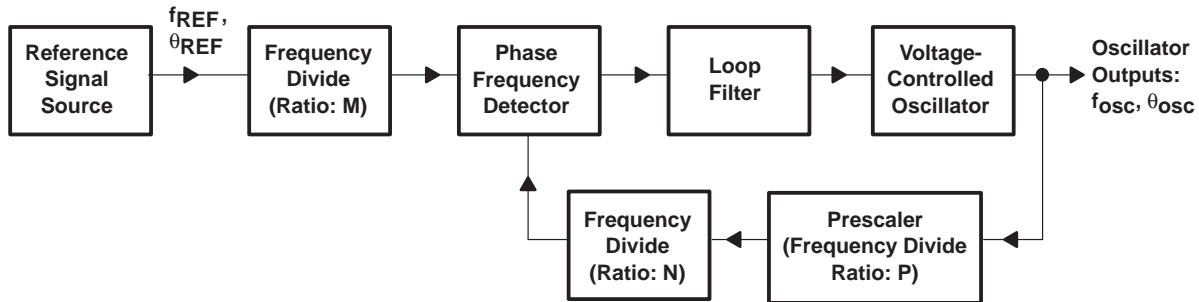 fREF,
θREF
Reference
Signal
Source
Frequency
Divide
(Ratio: M)
Phase
Frequency
Detector
Loop
Filter
Voltage-
Controlled
Oscillator
Oscillator
Outputs:
fosc, θosc
Frequency
Divide
(Ratio: N)
Prescaler
(Frequency Divide
Ratio: P)